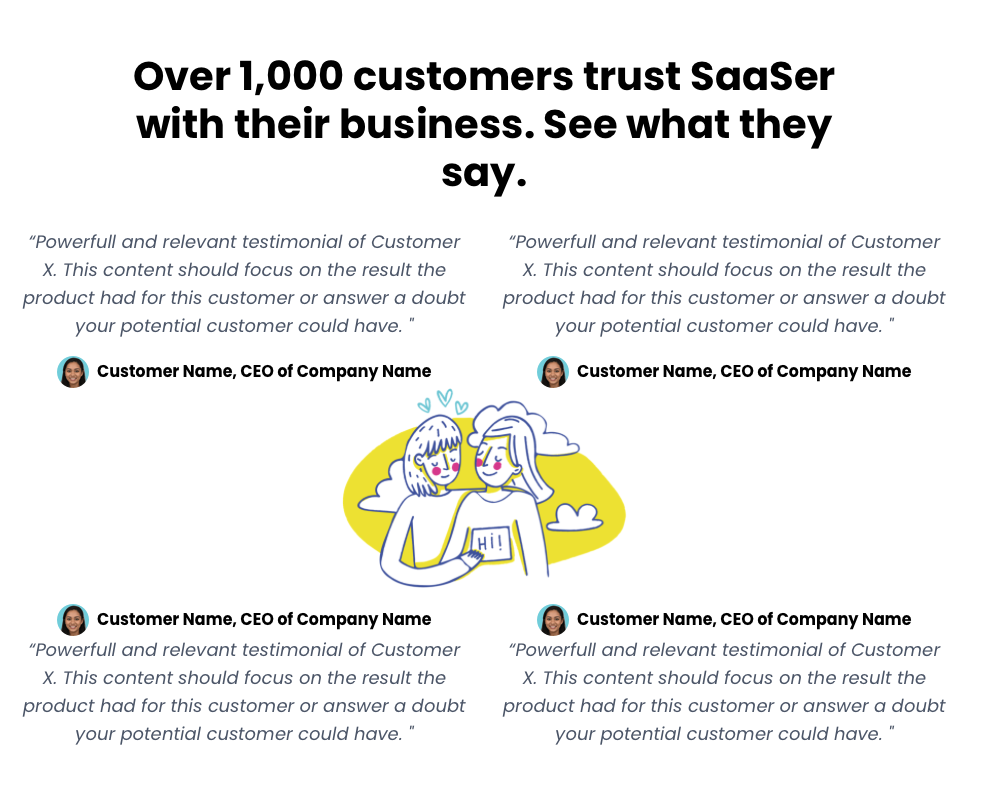 Over 1,000 customers trust SaaSer
with their business. See what they
say.
“Powerfull and relevant testimonial of Customer
X. This content should focus on the result the
product had for this customer or answer a doubt
your potential customer could have. "
Customer Name, CEO of Company Name
“Powerfull and relevant testimonial of Customer
X. This content should focus on the result the
product had for this customer or answer a doubt
your potential customer could have. "
Customer Name, CEO of Company Name
Hi!
Customer Name, CEO of Company Name
“Powerfull and relevant testimonial of Customer
X. This content should focus on the result the
product had for this customer or answer a doubt
your potential customer could have. "
Customer Name, CEO of Company Name
“Powerfull and relevant testimonial of Customer
X. This content should focus on the result the
product had for this customer or answer a doubt
your potential customer could have. "